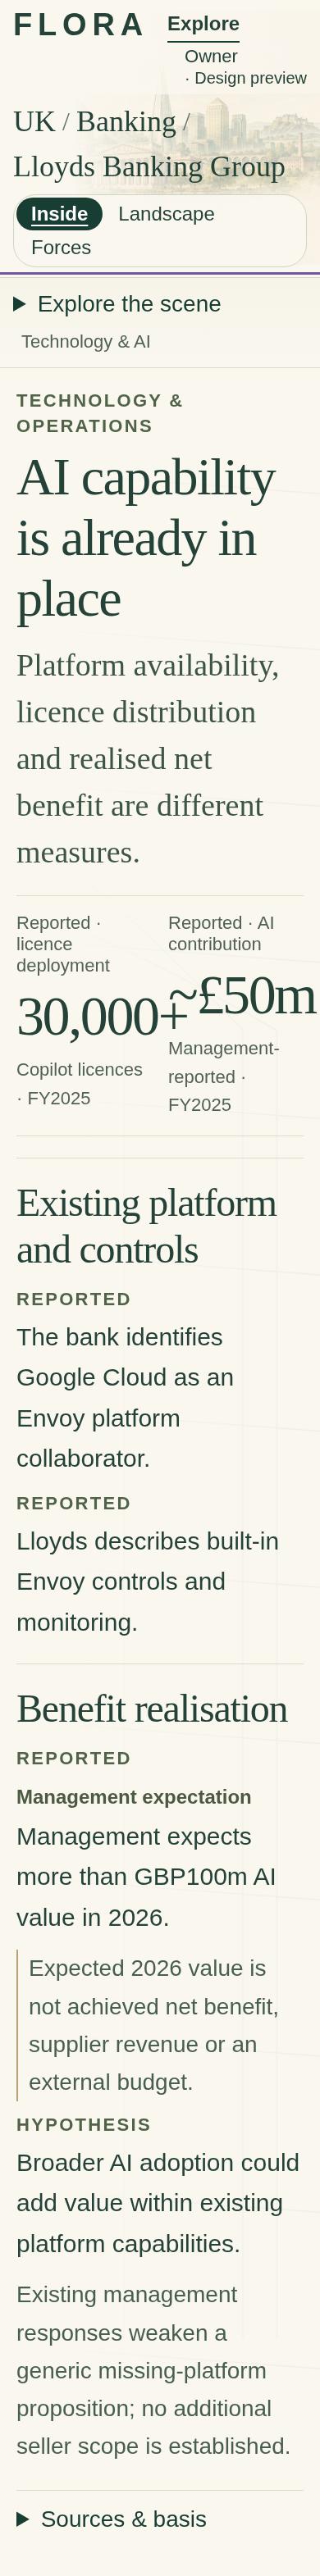 FLORA
Explore
Owner
· Design preview
UK / Banking /
Lloyds Banking Group
Inside
Landscape
Forces
Explore the scene
Technology & AI
TECHNOLOGY &
OPERATIONS
AI capability
is already in
place
Platform availability,
licence distribution
and realised net
benefit are different
measures.
Reported ·
licence
deployment
30,000+
Copilot licences
· FY2025
Reported · AI
contribution
~£50m
Management-
reported ·
FY2025
Existing platform
and controls
REPORTED
The bank identifies
Google Cloud as an
Envoy platform
collaborator.
REPORTED
Lloyds describes built-in
Envoy controls and
monitoring.
Benefit realisation
REPORTED
Management expectation
Management expects
more than GBP100m AI
value in 2026.
Expected 2026 value is
not achieved net benefit,
supplier revenue or an
external budget.
HYPOTHESIS
Broader AI adoption could
add value within existing
platform capabilities.
Existing management
responses weaken a
generic missing-platform
proposition; no additional
seller scope is established.
Sources & basis